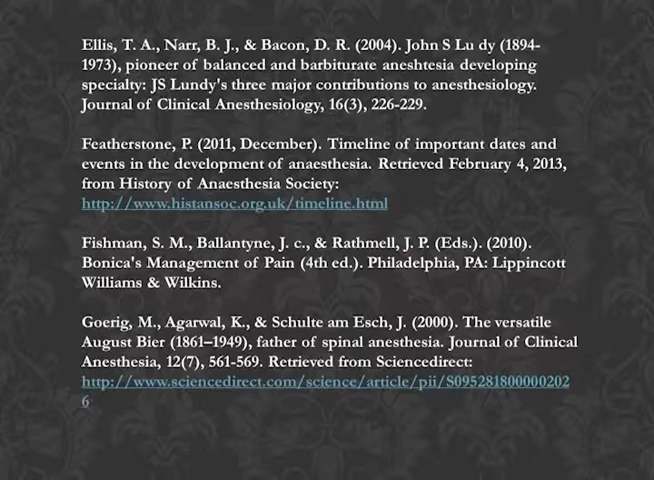 Ellis, T. A., Narr, B. J., & Bacon, D. R. (2004). John S Lu dy (1894-
1973), pioneer of balanced and barbiturate aneshtesia developing
specialty: JS Lundy's three major contributions to anesthesiology.
Journal of Clinical Anesthesiology, 16(3), 226-229.
Featherstone, P. (2011, December). Timeline of important dates and
events in the development of anaesthesia. Retrieved February 4, 2013,
from History of Anaesthesia Society:
http://www.histansoc.org.uk/timeline.html
Fishman, S. M., Ballantyne, J. c., & Rathmell, J. P. (Eds.). (2010).
Bonica's Management of Pain (4th ed.). Philadelphia, PA: Lippincott
Williams & Wilkins.
Goerig, M., Agarwal, K., & Schulte am Esch, J. (2000). The versatile
August Bier (1861–1949), father of spinal anesthesia. Journal of Clinical
Anesthesia, 12(7), 561-569. Retrieved from Sciencedirect:
http://www.sciencedirect.com/science/article/pii/S095281800000202
6